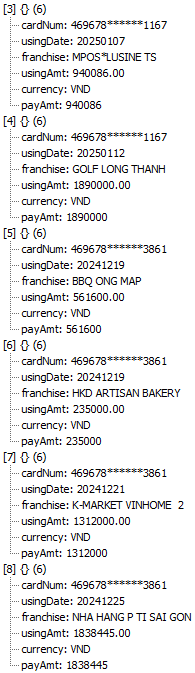 [3] {} (6)
cardNum: 469678******1167
usingDate: 20250107
franchise: MPOS*LUSINE TS
usingAmt: 940086.00
currency: VND
payAmt: 940086
[4] {} (6)
cardNum: 469678******1167
usingDate: 20250112
franchise: GOLF LONG THANH
usingAmt: 1890000.00
currency: VND
payAmt: 1890000
[5] {} (6)
cardNum: 469678******3861
usingDate: 20241219
franchise: BBQ ONG MAP
usingAmt: 561600.00
currency: VND
payAmt: 561600
[6] {} (6)
cardNum: 469678******3861
usingDate: 20241219
franchise: HKD ARTISAN BAKERY
usingAmt: 235000.00
currency: VND
payAmt: 235000
[7] {} (6)
cardNum: 469678******3861
usingDate: 20241221
franchise: K-MARKET VINHOME  2
usingAmt: 1312000.00
currency: VND
payAmt: 1312000
[8] {} (6)
cardNum: 469678******3861
usingDate: 20241225
franchise: NHA HANG P TI SAI GON
usingAmt: 1838445.00
currency: VND
payAmt: 1838445